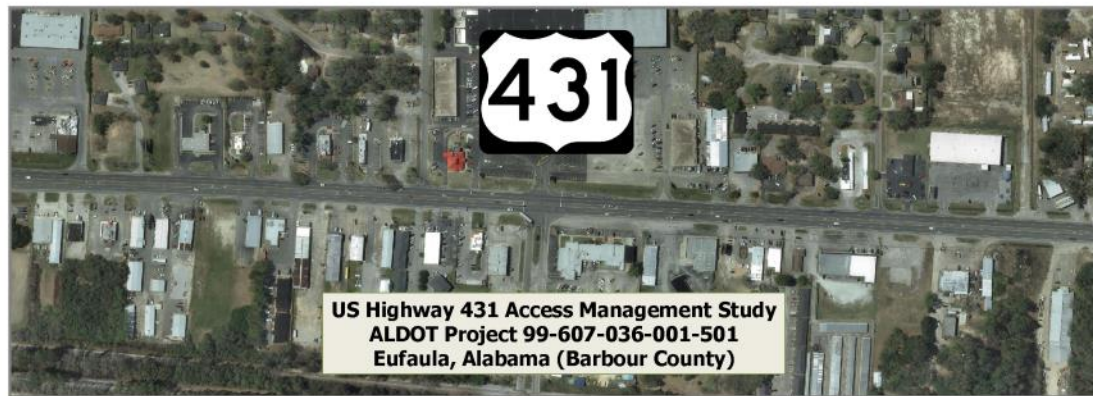 431
US Highway 431 Access Management Study
ALDOT Project 99-607-036-001-501
Eufaula, Alabama (Barbour County)